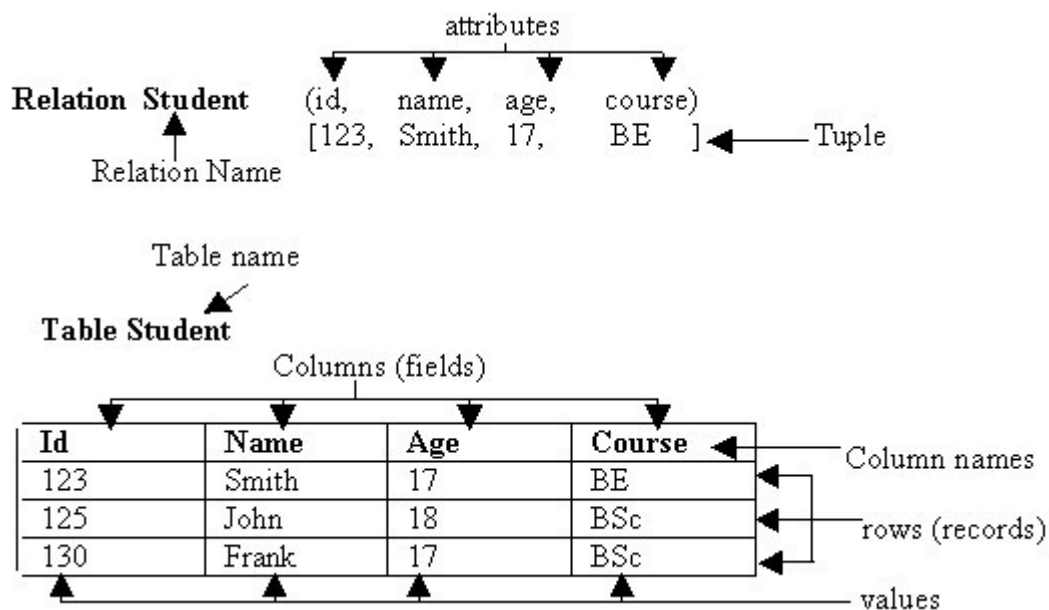 attributes
Relation Student (id, name, age, course)
[123, Smith, 17, BE ] Tuple
Relation Name
Table name
Table Student
Columns (fields)
Id Name Age Course
Column names
123 Smith 17 BE
125 John 18 BSc
rows (records)
130 Frank 17 BSc
values